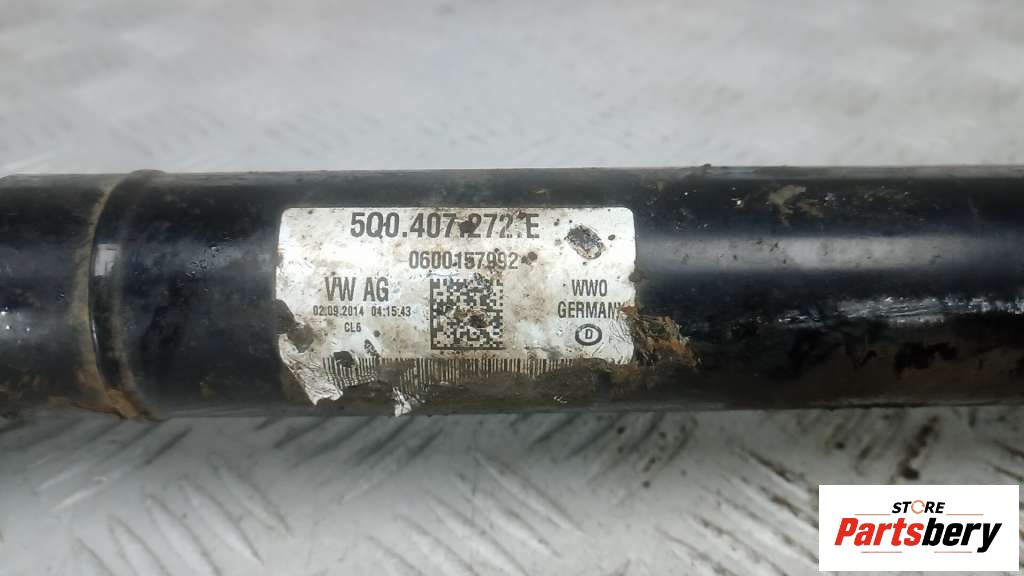 5Q0.407.272.E
0600157992
VW AG
WWO
02.09.2014 04:15:43
GERMANY
CL6
D
STORE
Partsbery